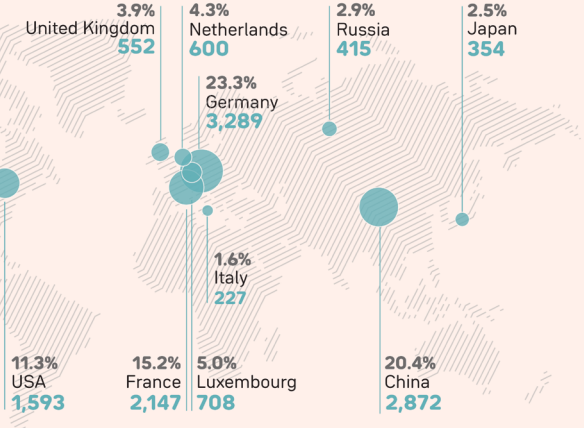 3.9%
United Kingdom
552
4.3%
Netherlands
600
2.9%
Russia
415
2.5%
Japan
354
23.3%
Germany
3,289
1.6%
Italy
227
11.3%
USA
1,593
15.2%
France
2,147
5.0%
Luxembourg
708
20.4%
China
2,872